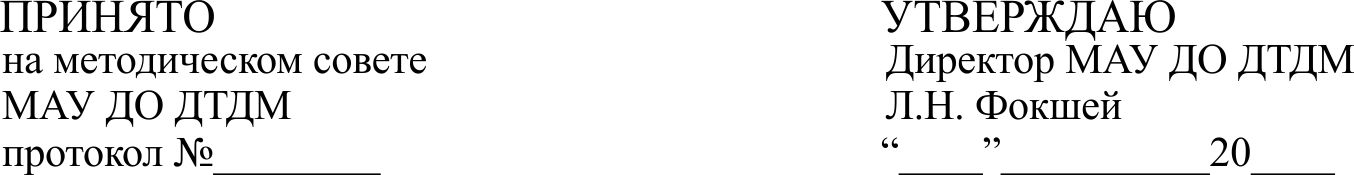 ПРИНЯТО УТВЕРЖДАЮ
на методическом совете Директор МАУ ДО ДТДМ
МАУ ДО ДТДМ Л.Н. Фокшей
протокол №________ “____”__________20____